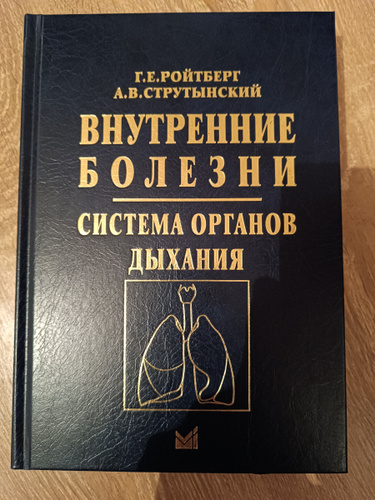 Г.Е.РОЙТБЕРГ
А.В.СТРУТЫНСКИЙ
ВНУТРЕННИЕ
БОЛЕЗНИ
СИСТЕМА ОРГАНОВ
ДЫХАНИЯ